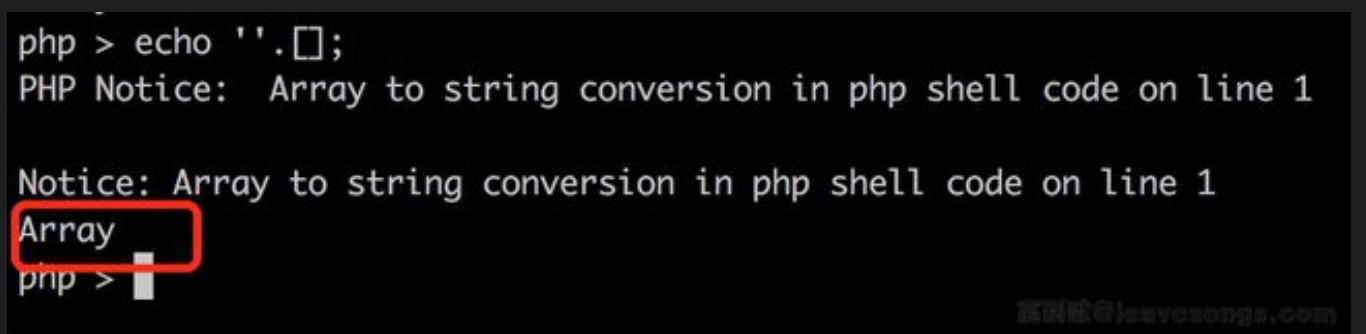 php > echo ''.[];
PHP Notice:  Array to string conversion in php shell code on line 1
Notice: Array to string conversion in php shell code on line 1
Array
php >
@leavesongs.com